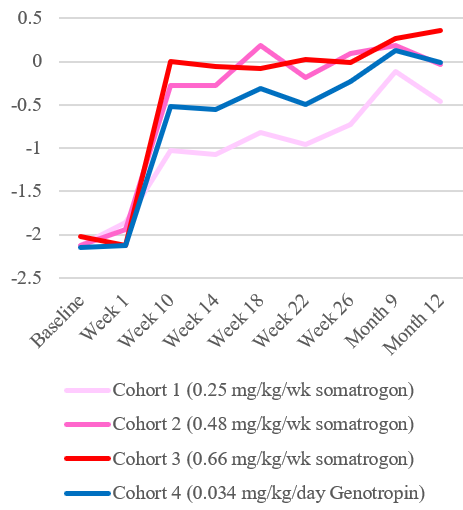 0.5
0
-0.5
-1
-1.5
-2
-2.5
Baseline
Week 1
Week 10
Week 14
Week 18
Week 22
Week 26
Month 9
Month 12
Cohort 1 (0.25 mg/kg/wk somatrogon)
Cohort 2 (0.48 mg/kg/wk somatrogon)
Cohort 3 (0.66 mg/kg/wk somatrogon)
Cohort 4 (0.034 mg/kg/day Genotropin)